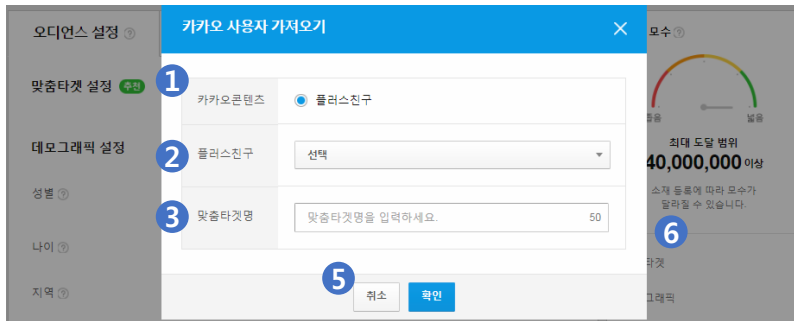 오디언스 설정 ?
맞춤타겟 설정 추천
데모그래픽 설정
성별 ?
나이 ?
지역 ?
카카오 사용자 가져오기
1
카카오콘텐츠 플러스친구
2
플러스친구 선택
3
맞춤타겟명 맞춤타겟명을 입력하세요. 50
5
취소 확인
모수 ?
좁음 넓음
최대 도달 범위
40,000,000 이상
소재 등록에 따라 모수가
달라질 수 있습니다.
6
타겟
그래픽